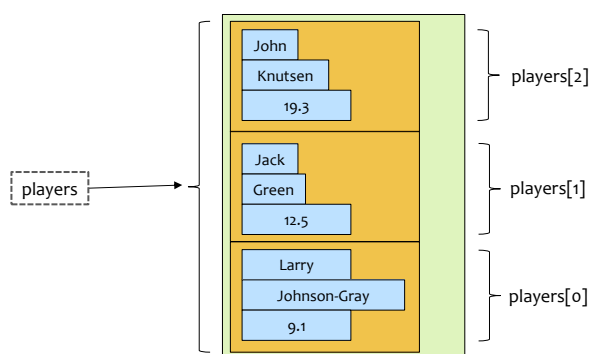 John
Knutsen
19.3
players[2]
Jack
Green
12.5
players[1]
players
Larry
Johnson-Gray
9.1
players[0]